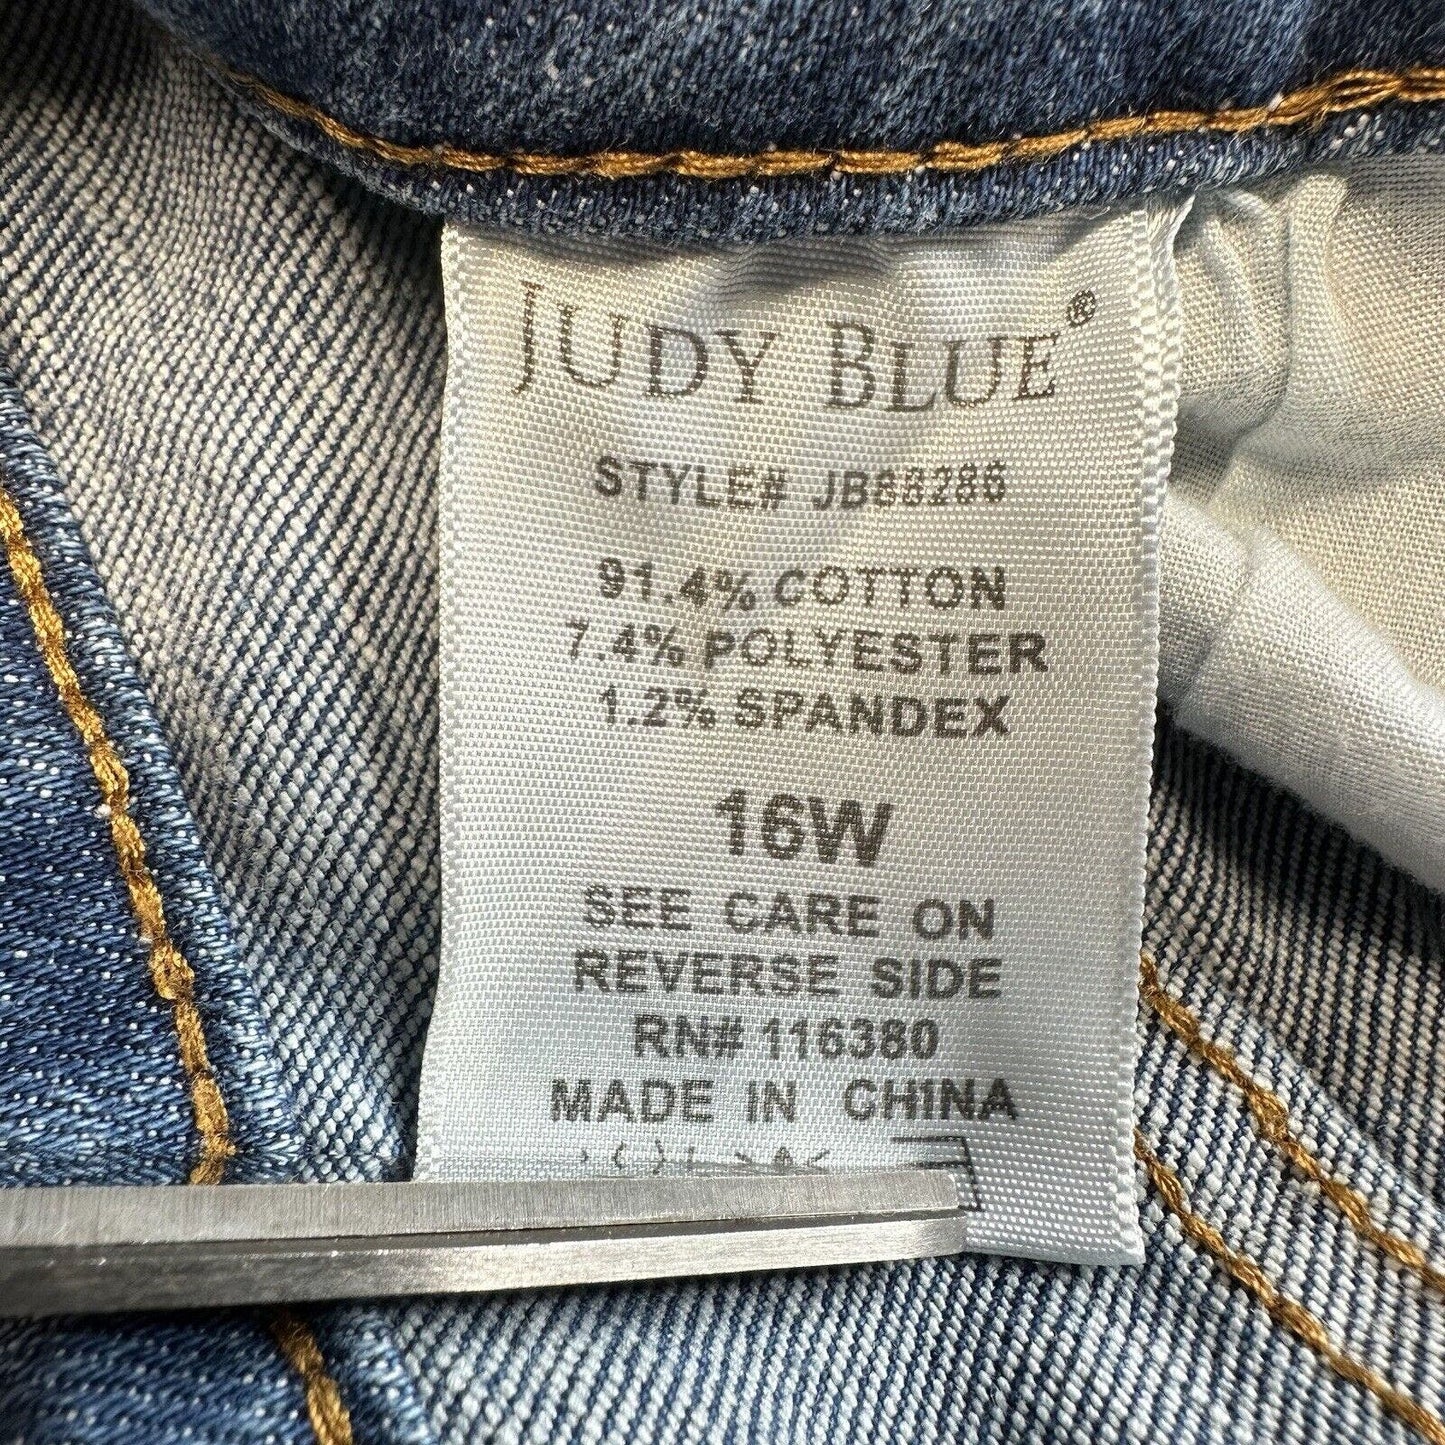 JUDY BLUE®
STYLE# JB88286
91.4% COTTON
7.4% POLYESTER
1.2% SPANDEX
16W
SEE CARE ON
REVERSE SIDE
RN# 116380
MADE IN CHINA